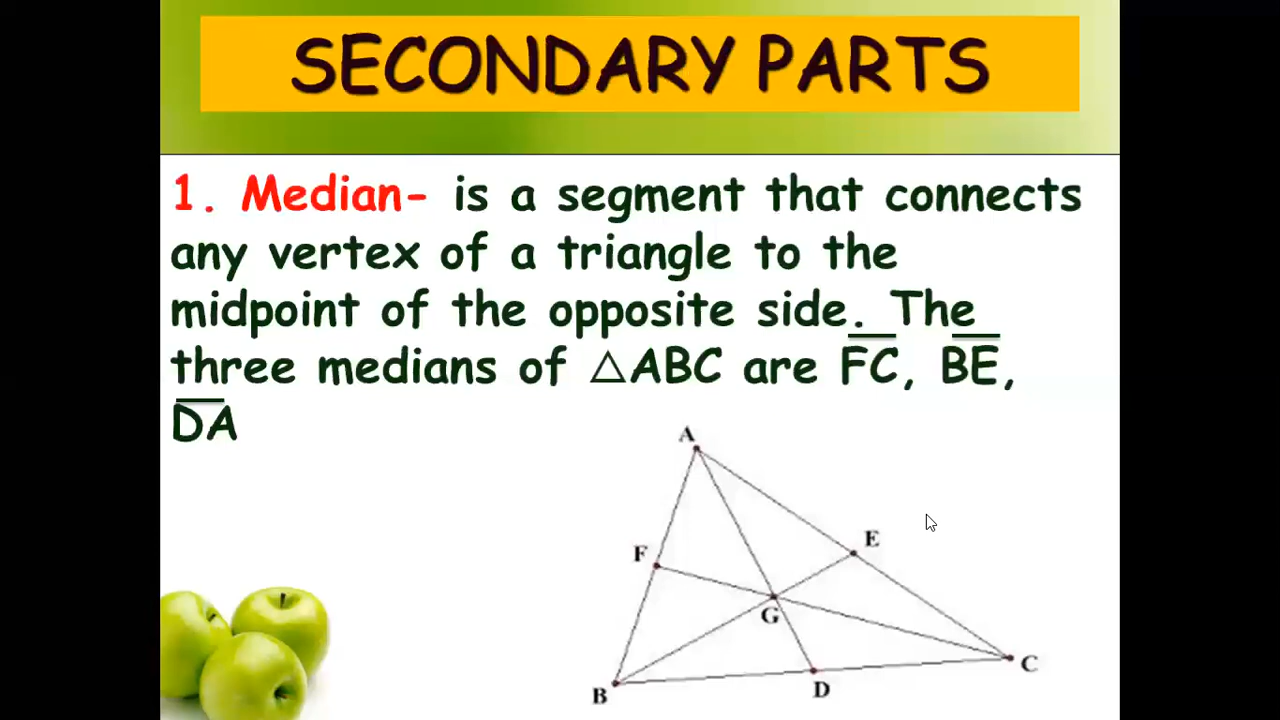 SECONDARY PARTS
1. Median- is a segment that connects
any vertex of a triangle to the
midpoint of the opposite side. The
three medians of △ABC are FC, BE,
DA
A
E
F
G
C
B
D